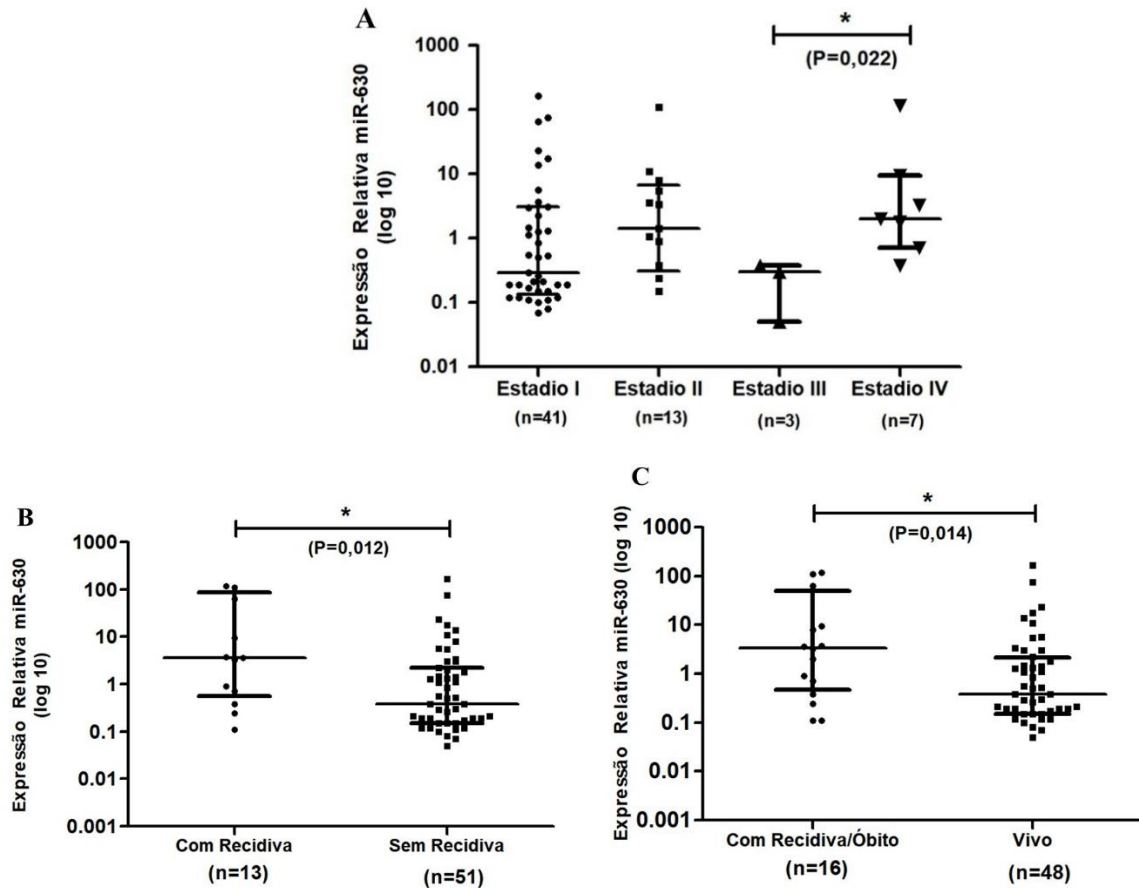 A
*
(P=0,022)
Expressão Relativa miR-630
(log 10)
1000
100
10
1
0.1
0.01
Estadio I
Estadio II
Estadio III
Estadio IV
(n=41)
(n=13)
(n=3)
(n=7)
B
*
(P=0,012)
Expressão Relativa miR-630
(log 10)
1000
100
10
1
0.1
0.01
0.001
Com Recidiva
Sem Recidiva
(n=13)
(n=51)
C
*
(P=0,014)
Expressão Relativa miR-630 (log 10)
1000
100
10
1
0.1
0.01
0.001
Com Recidiva/Óbito
Vivo
(n=16)
(n=48)